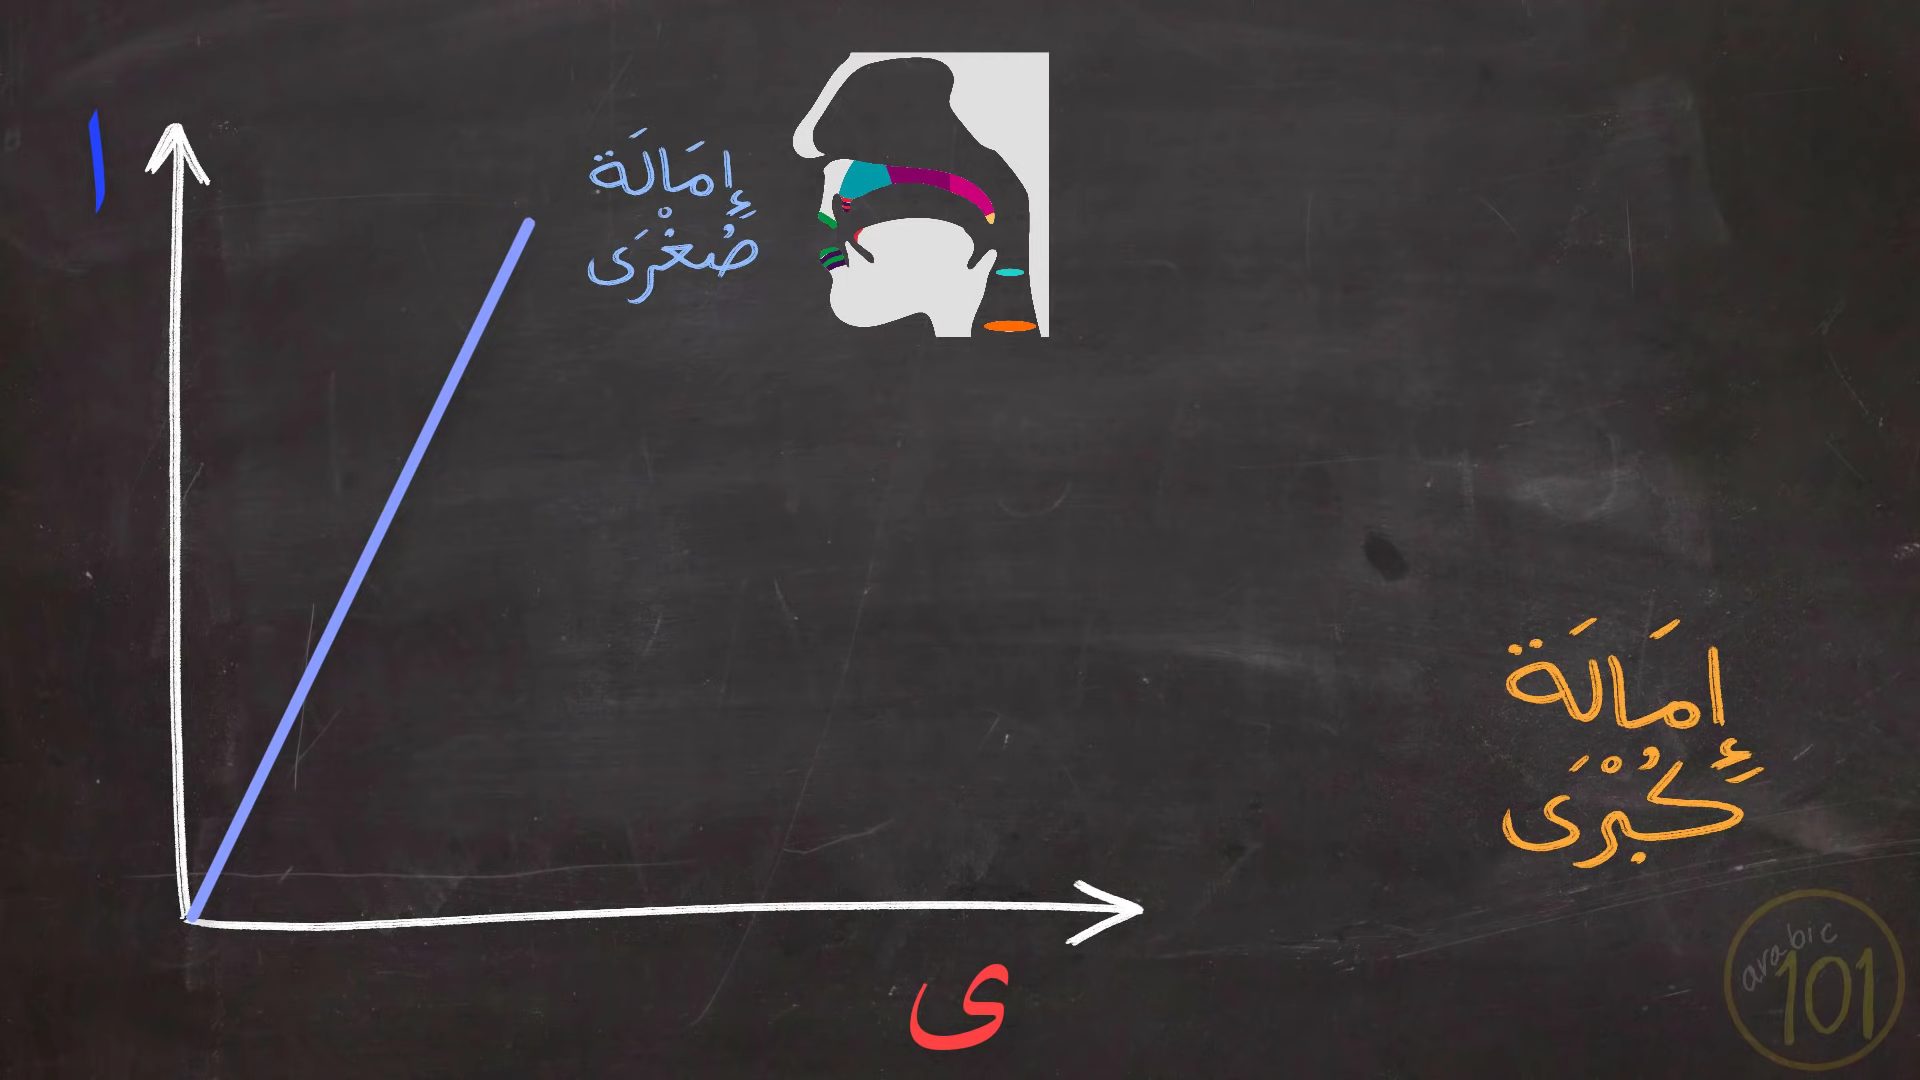 ا
إِمَالَة
صُغْرَى
إِمَالَة
كُبْرَى
ى
arabic
101